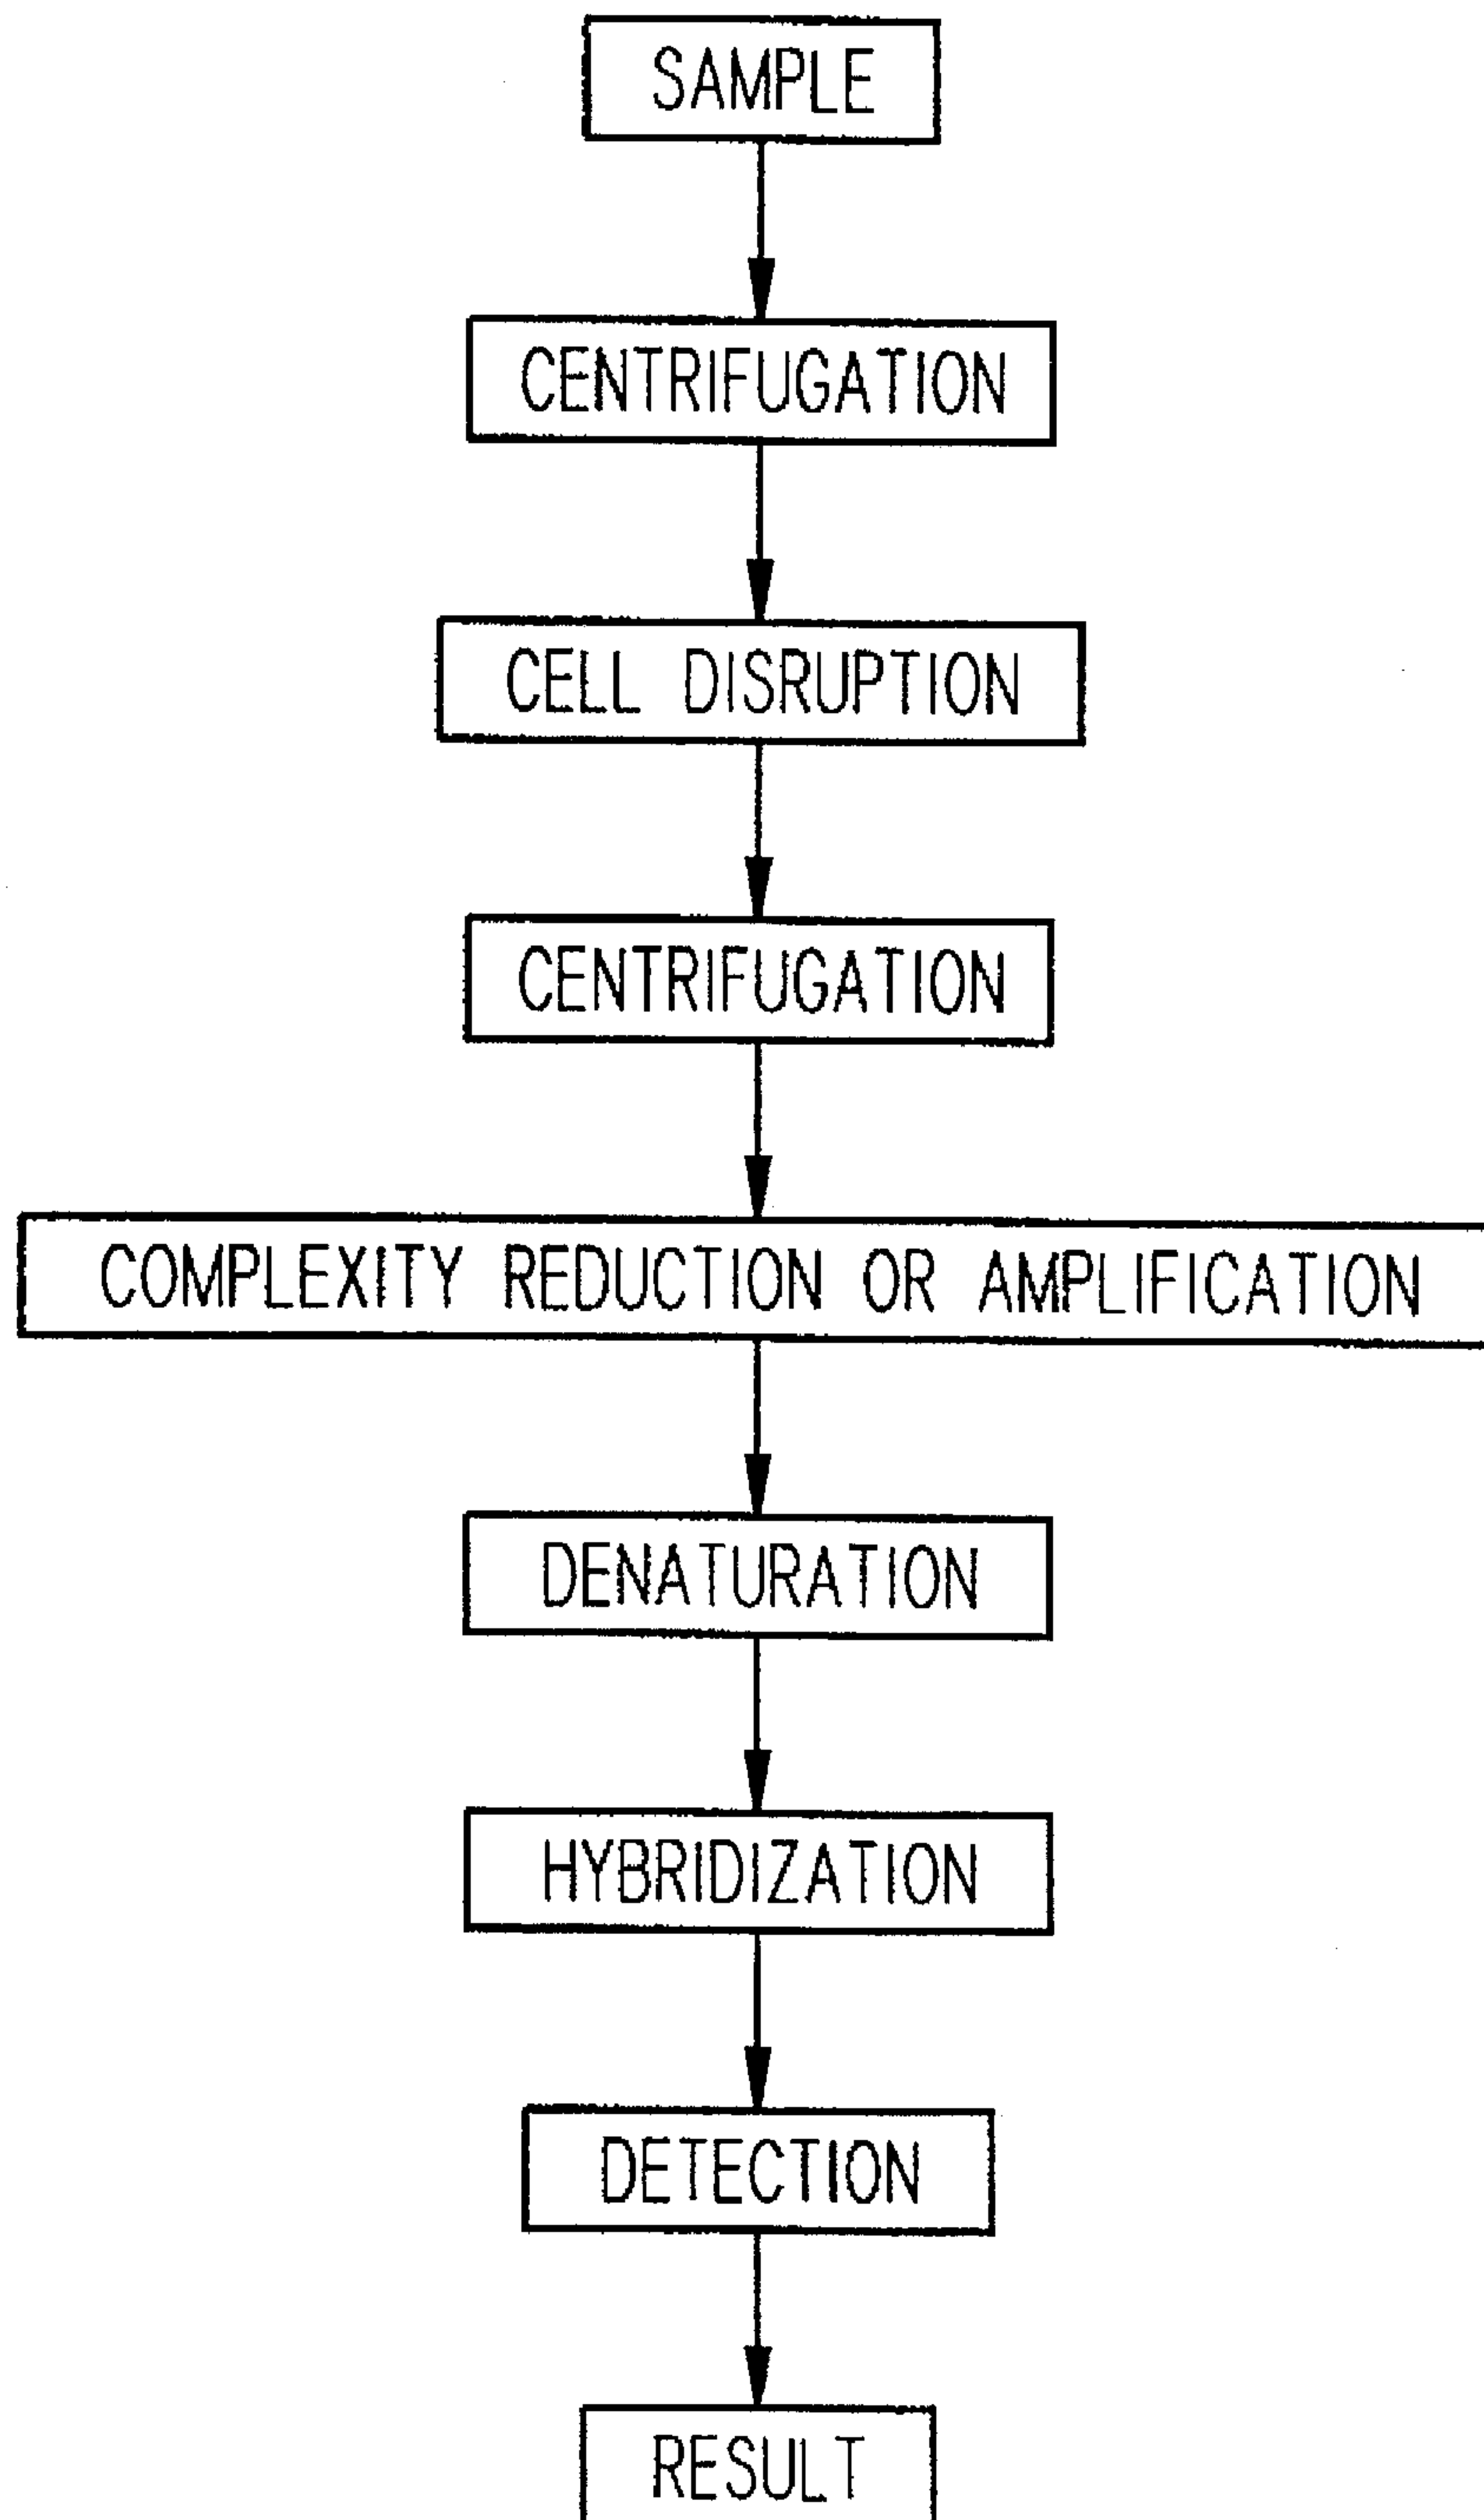 SAMPLE
CENTRIFUGATION
CELL DISRUPTION
CENTRIFUGATION
COMPLEXITY REDUCTION OR AMPLIFICATION
DENATURATION
HYBRIDIZATION
DETECTION
RESULT